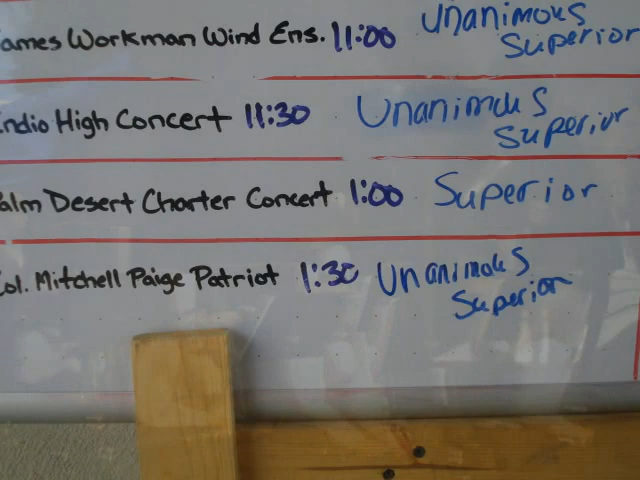 ames Workman Wind Ens. 11:00 Unanimous Superior
ndio High Concert 11:30 Unanimous Superior
alm Desert Charter Concert 1:00 Superior
ol. Mitchell Paige Patriot 1:30 Unanimous Superior